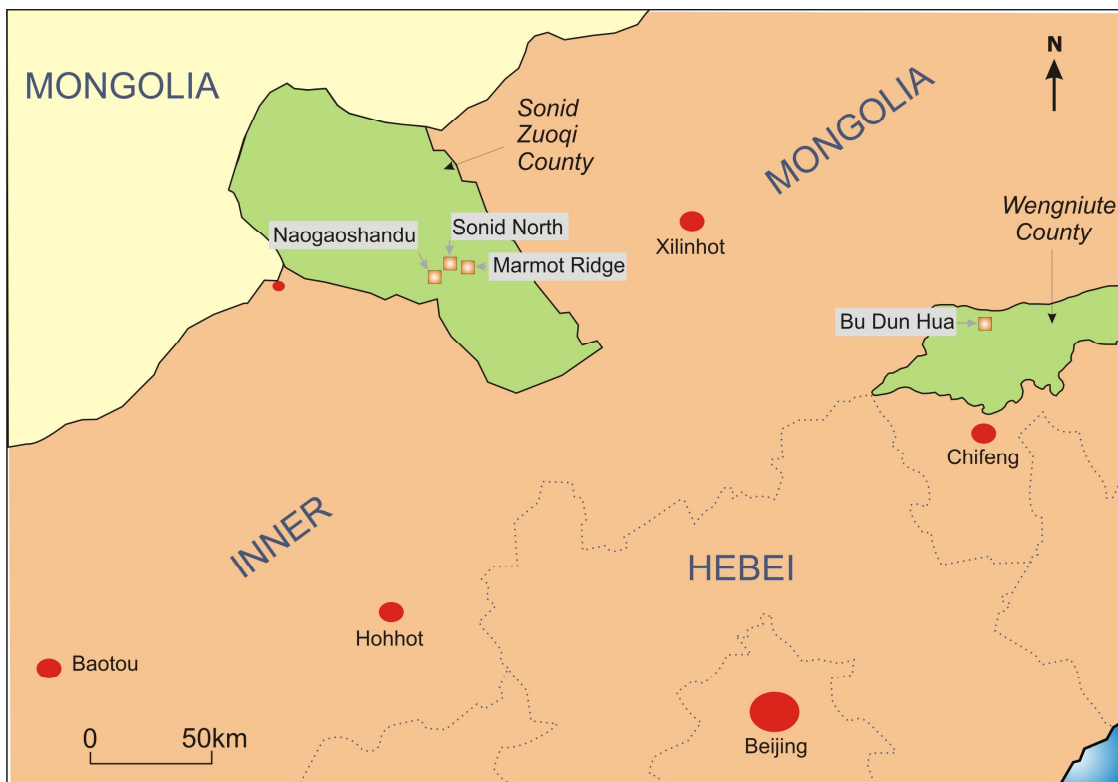 MONGOLIA
N
Sonid
Zuoqi
County
MONGOLIA
Wengniute
County
Naogaoshandu
Sonid North
Marmot Ridge
Xilinhot
Bu Dun Hua
Chifeng
INNER
HEBEI
Hohhot
Baotou
0 50km
Beijing